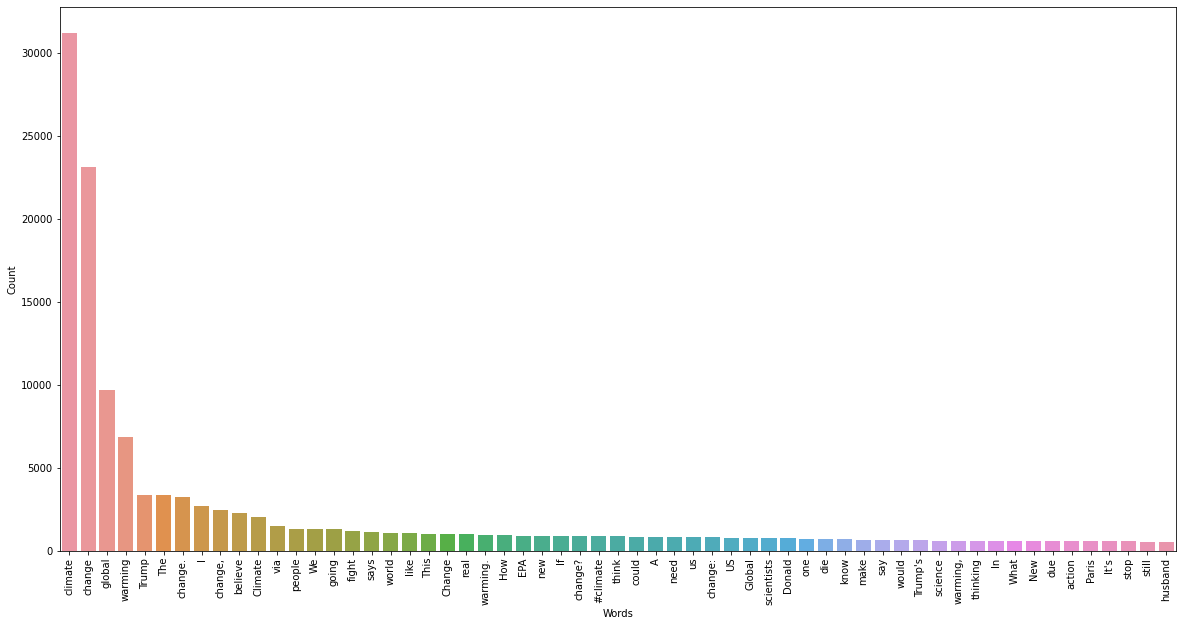 30000
25000
20000
15000
10000
5000
0
Count
climate
change
global
warming
Trump
The
change.
I
change,
believe
Climate
via
people
We
going
fight
says
world
like
This
Change
real
warming.
How
EPA
new
If
change?
#climate
think
could
A
need
us
change:
US
Global
scientists
Donald
one
die
know
make
say
would
Trump's
science
warming,
thinking
In
What
New
due
action
Paris
It's
stop
still
husband
Words